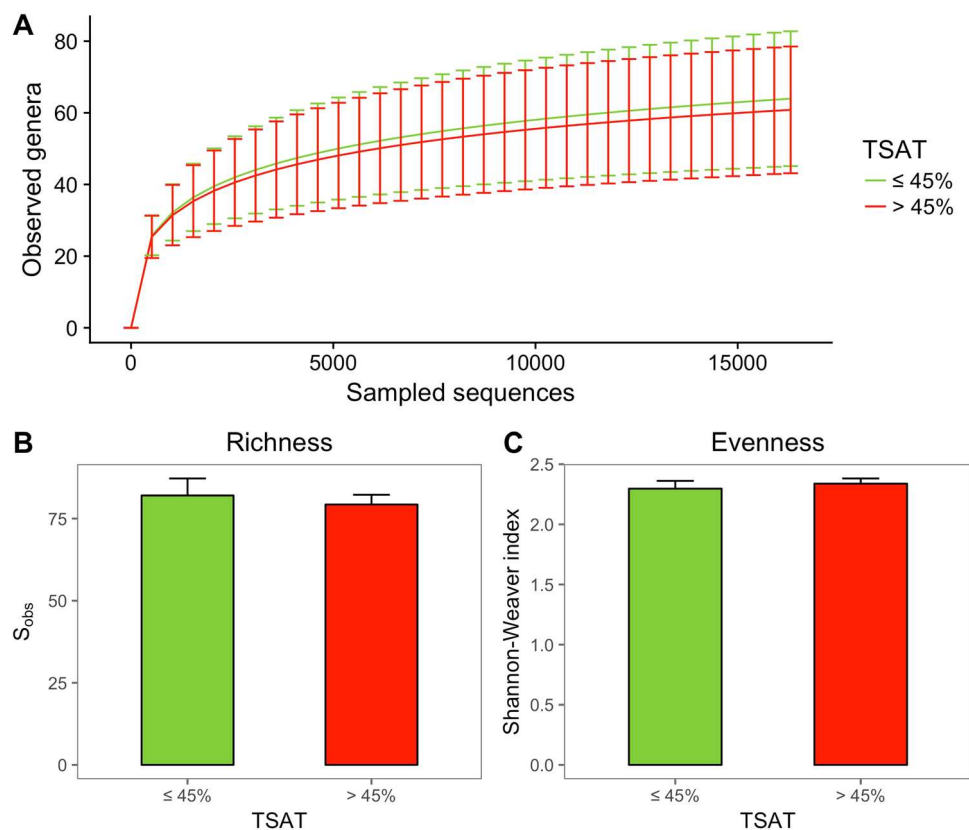 A
80
60
40
20
0
Observed genera
0 5000 10000 15000
Sampled sequences
TSAT
≤ 45%
> 45%
B
Richness
75
50
25
0
Sobs
≤ 45% > 45%
TSAT
C
Evenness
2.5
2.0
1.5
1.0
0.5
0.0
Shannon-Weaver index
≤ 45% > 45%
TSAT